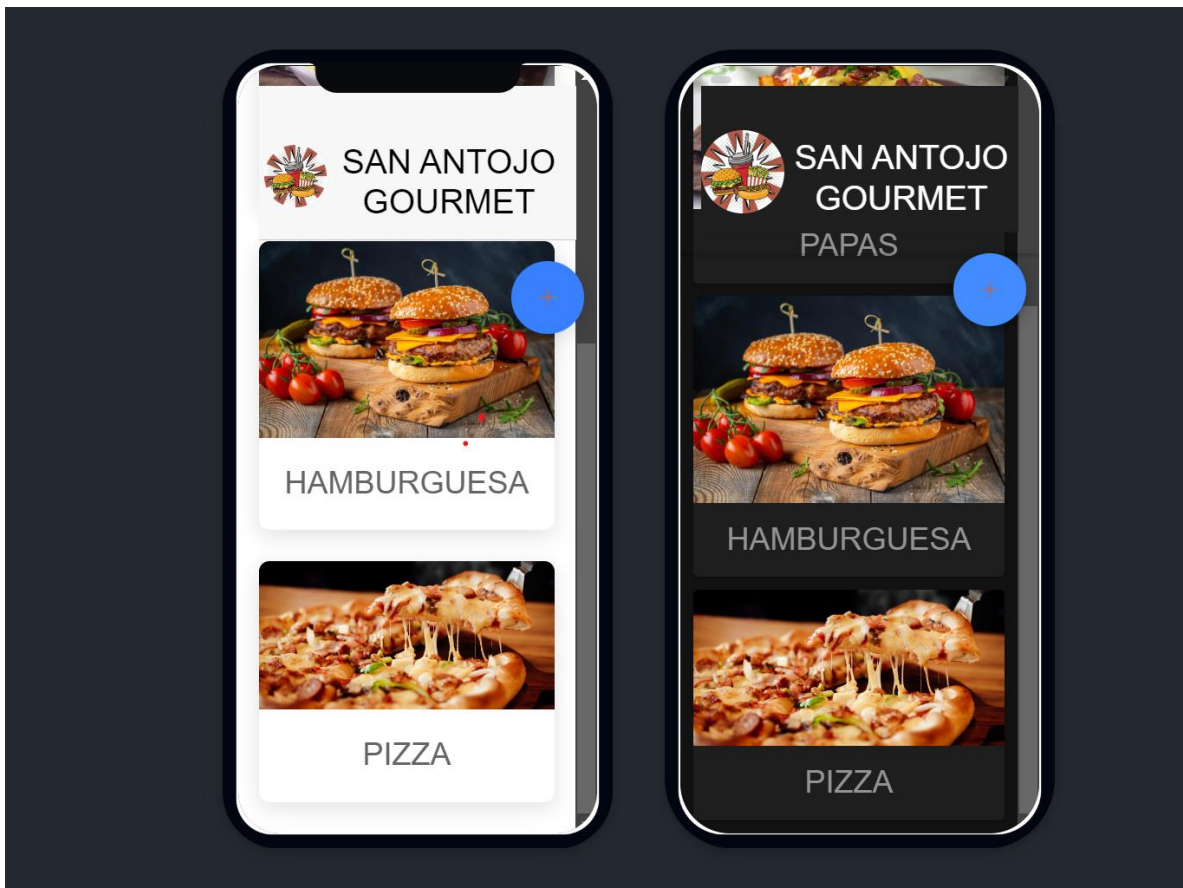 SAN ANTOJO
GOURMET
HAMBURGUESA
PIZZA
SAN ANTOJO
GOURMET
PAPAS
HAMBURGUESA
PIZZA